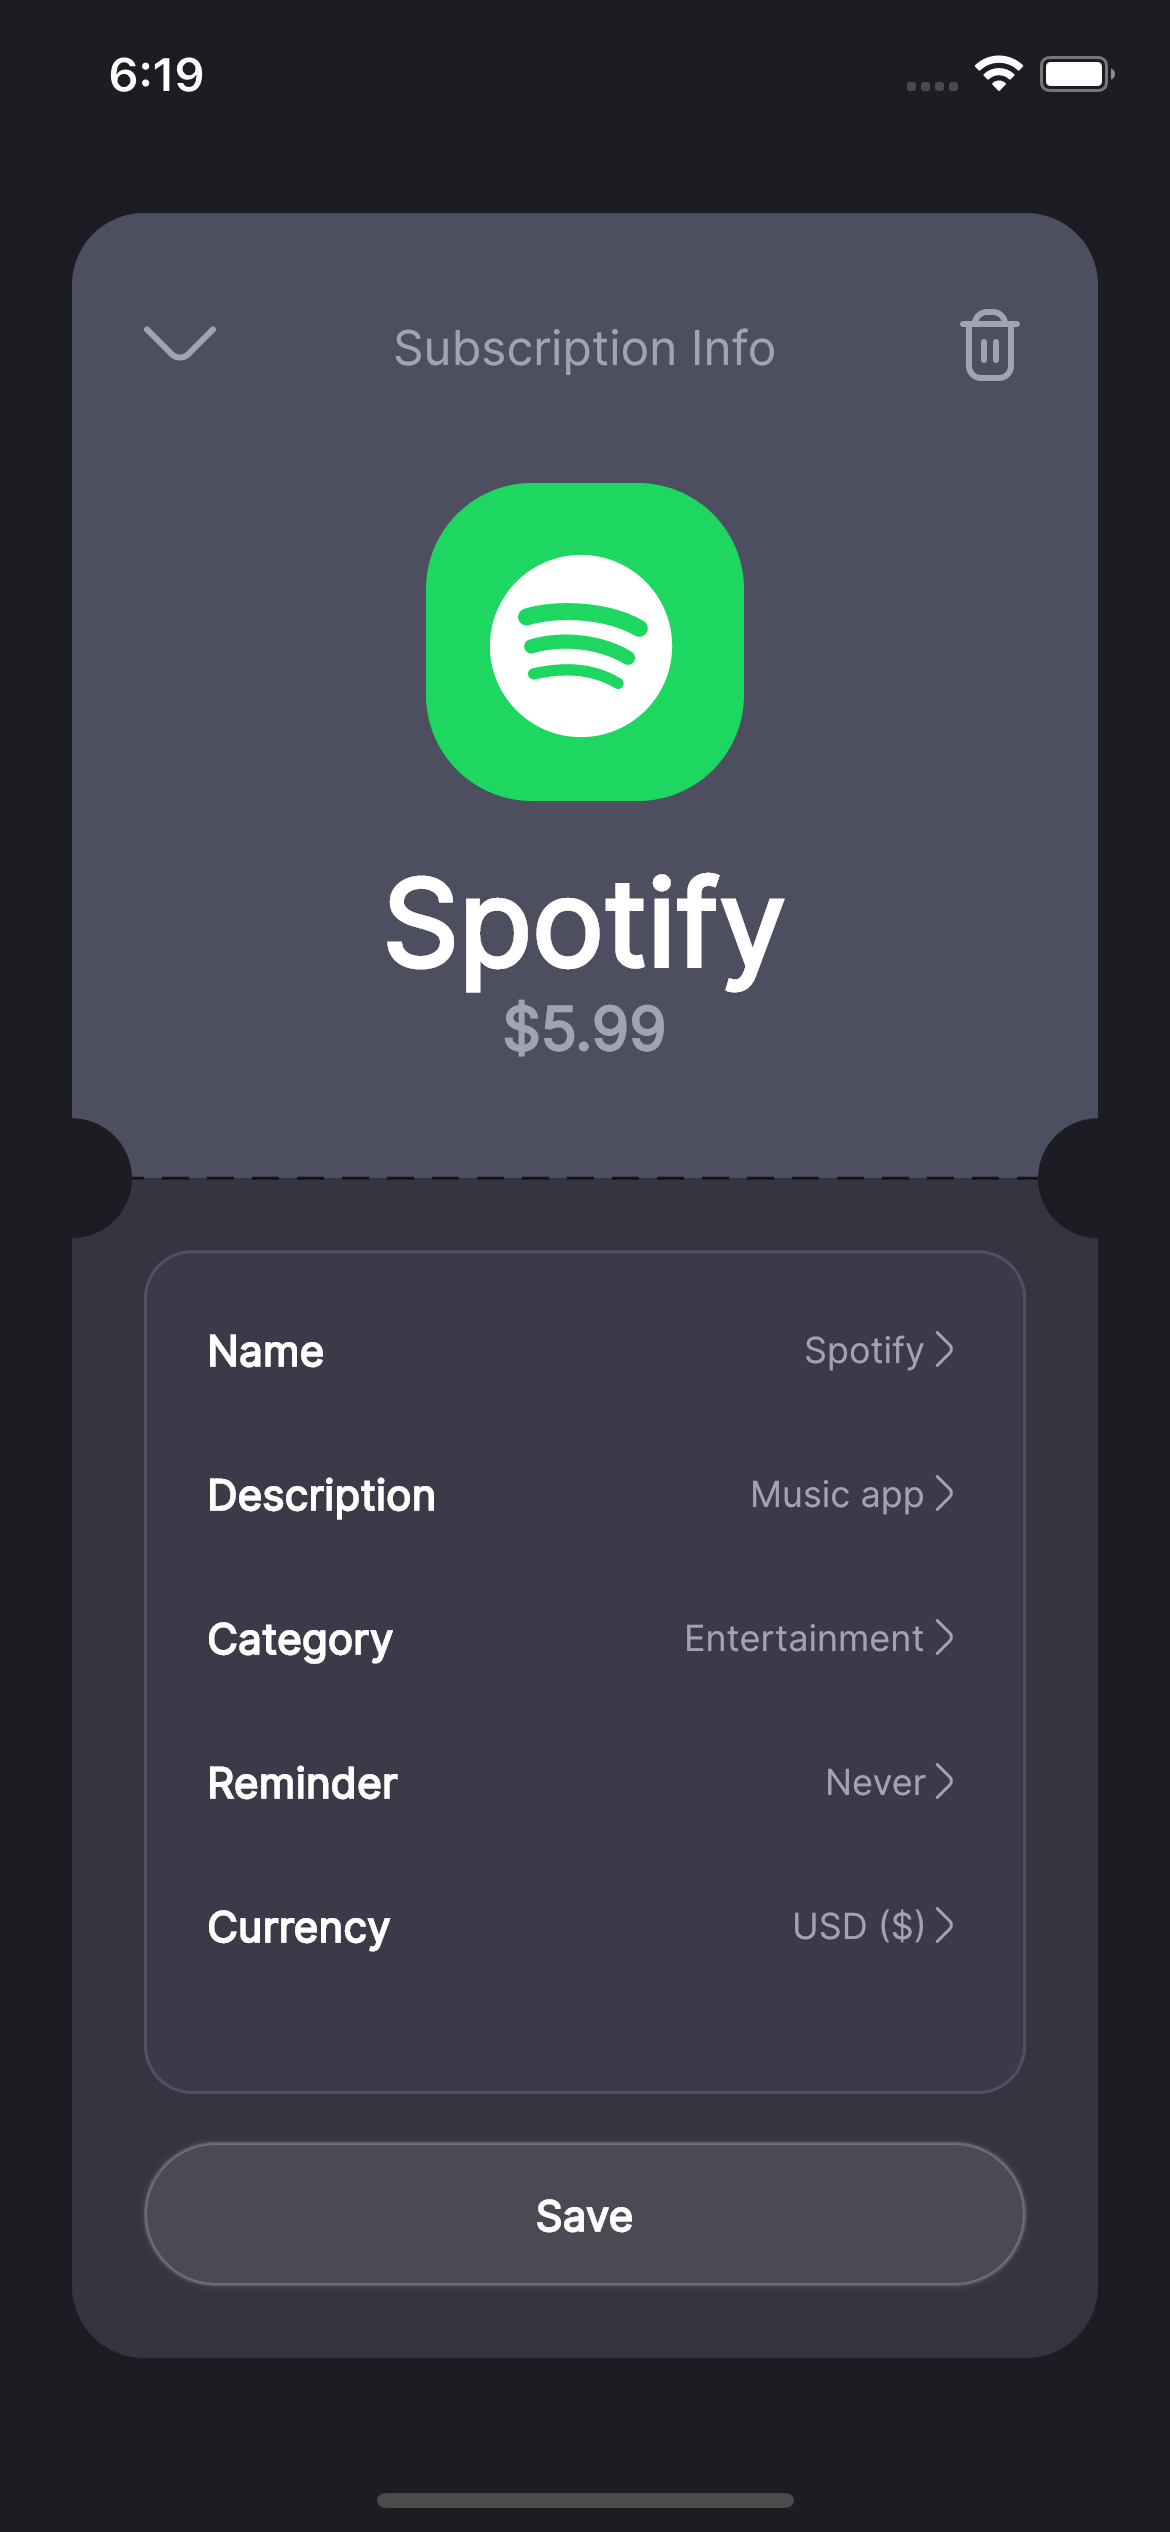 6:19
Subscription Info
Spotify
$5.99
Name Spotify
Description Music app
Category Entertainment
Reminder Never
Currency USD ($)
Save